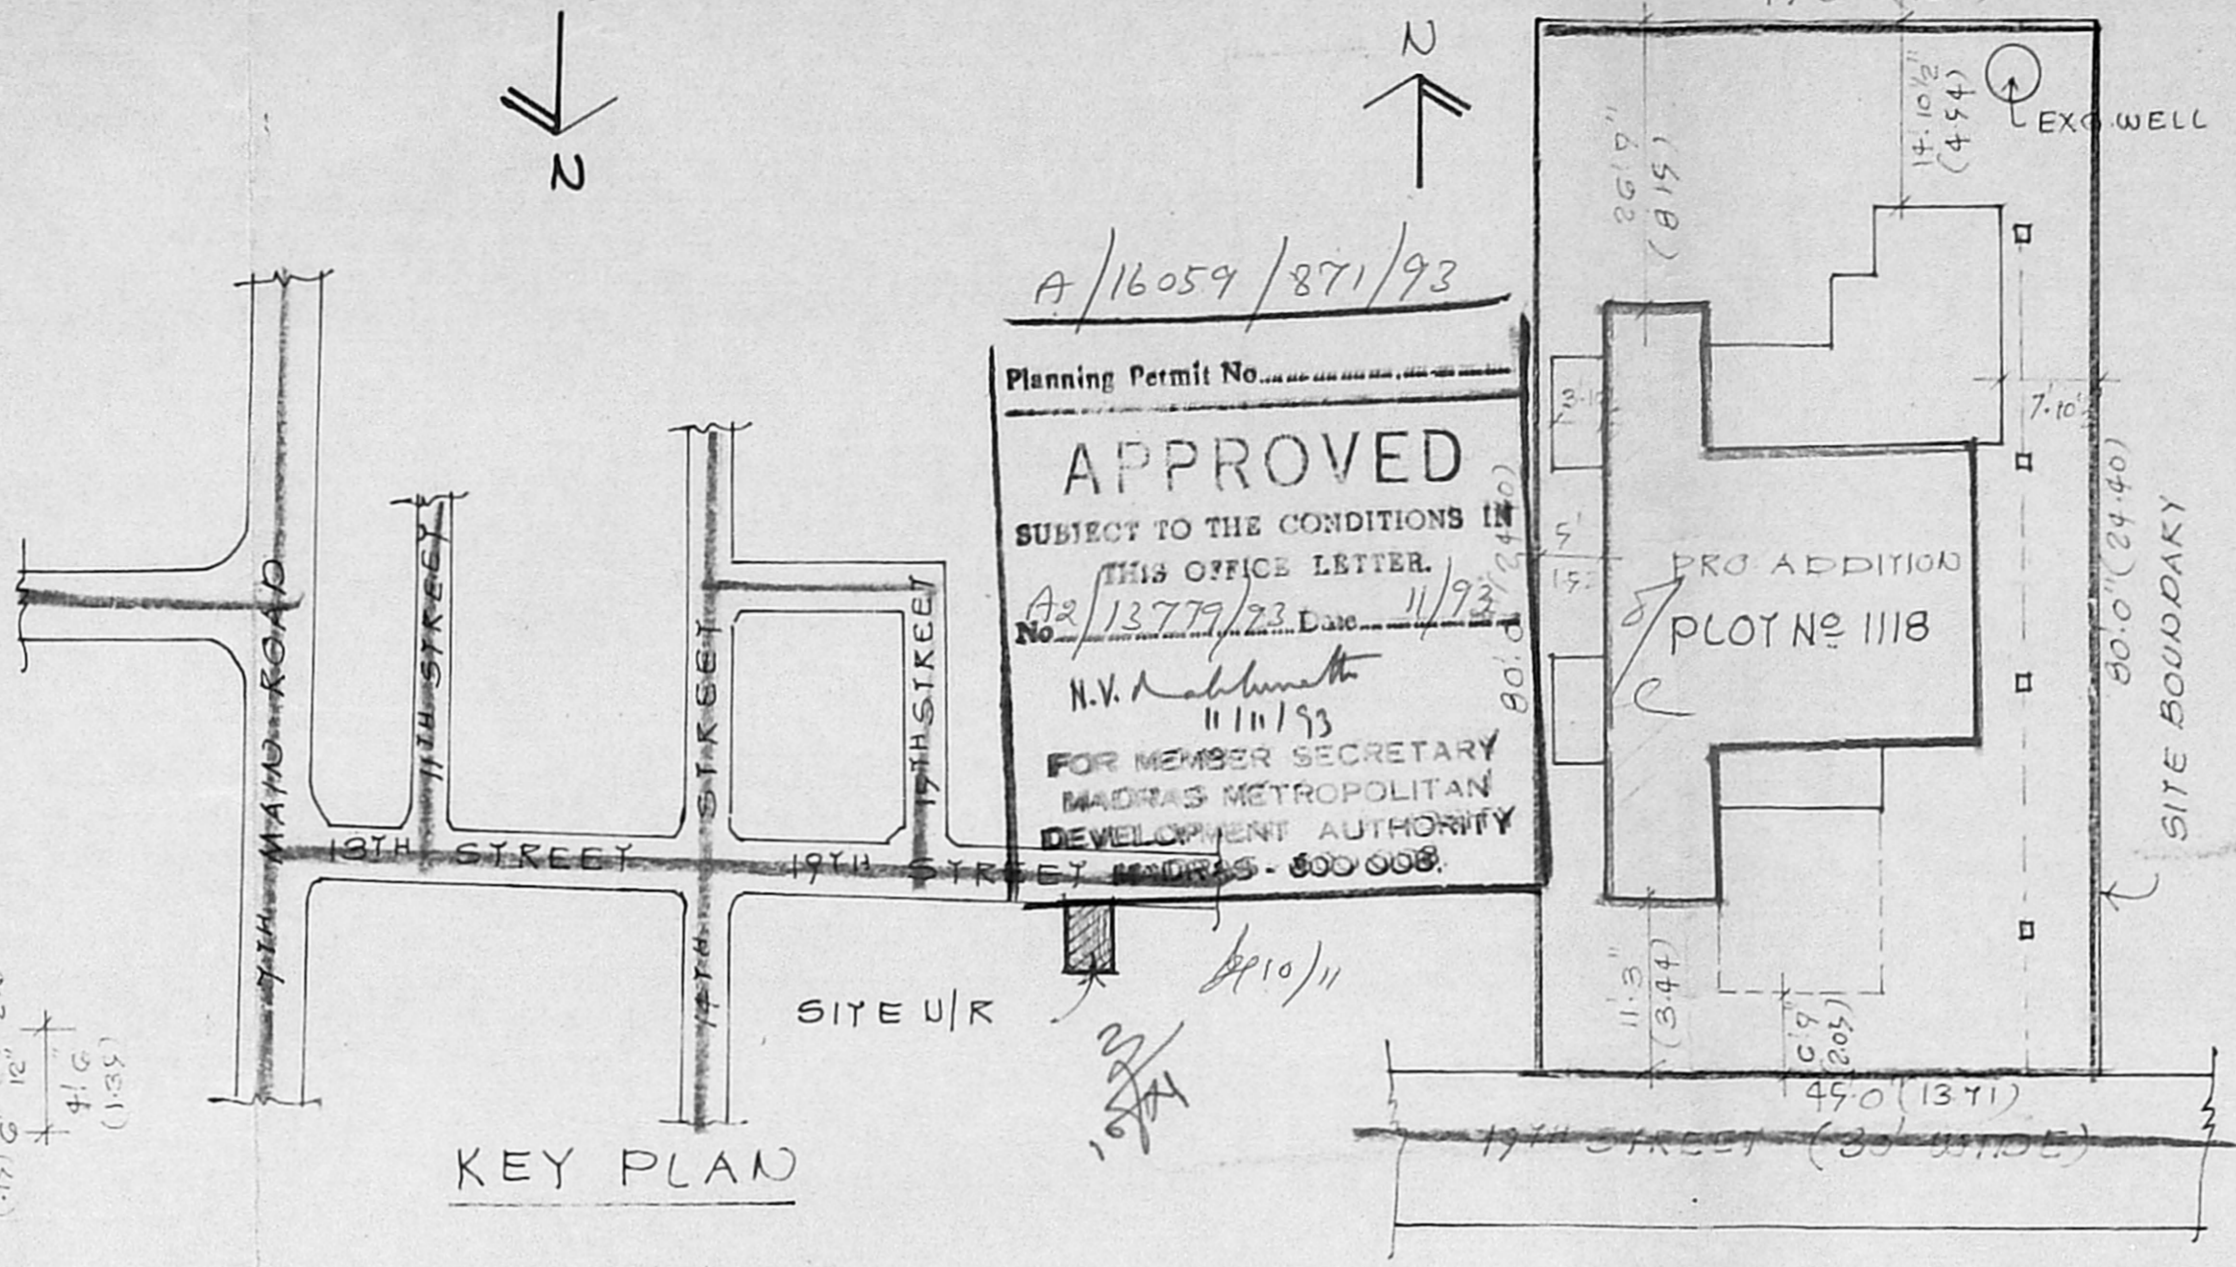 N
N
A/16059/871/93
Planning Permit No.
APPROVED
SUBJECT TO THE CONDITIONS IN
THIS OFFICE LETTER.
No A2/13779/93 Date 11/93
N.V.
11/11/93
FOR MEMBER SECRETARY
MADRAS METROPOLITAN
DEVELOPMENT AUTHORITY
MADRAS - 600 008.
7TH MAIN ROAD
11TH STREET
14TH STREET
15TH STREET
13TH STREET
19TH STREET
SITE U/R
KEY PLAN
12"
4'.6"
(1.35)
14'.10½"
(4.54)
EXG.WELL
26'.9"
(8.15)
7'.10"
5'
80'.0" (24.40)
PRO ADDITION
PLOT Nº 1118
80'.0" (24.40)
SITE BOUNDARY
11'.3"
(3.44)
6'.9"
(2.05)
45'.0 (13.71)
19TH STREET (30' WIDE)